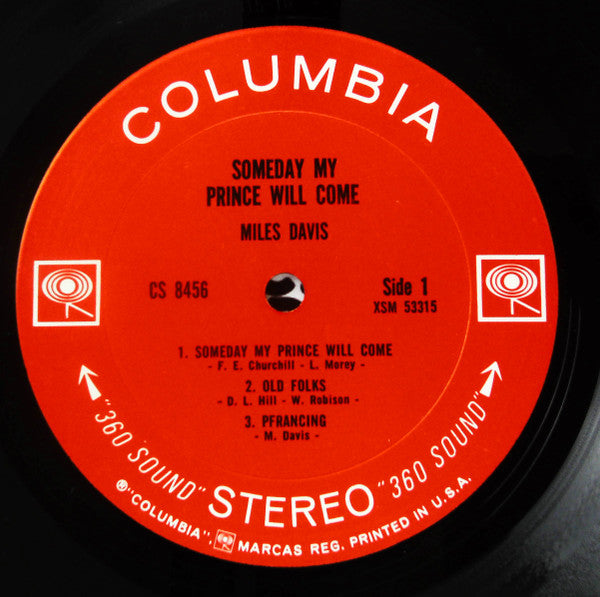 COLUMBIA
SOMEDAY MY
PRINCE WILL COME
MILES DAVIS
CS 8456
Side 1
XSM 53315
1. SOMEDAY MY PRINCE WILL COME
- F. E. Churchill - L. Morey -
2. OLD FOLKS
- D. L. Hill - W. Robison -
3. PFRANCING
- M. Davis -
"360 SOUND" STEREO "360 SOUND"
Ⓡ "COLUMBIA", MARCAS REG. PRINTED IN U.S.A.